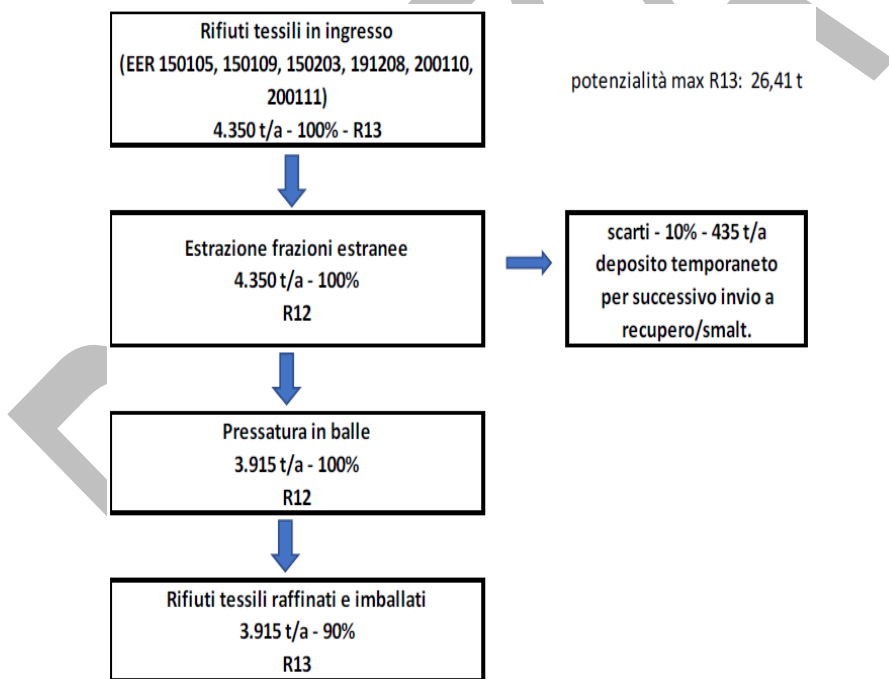 Rifiuti tessili in ingresso
(EER 150105, 150109, 150203, 191208, 200110,
200111)
4.350 t/a - 100% - R13
potenzialità max R13: 26,41 t
Estrazione frazioni estranee
4.350 t/a - 100%
R12
scarti - 10% - 435 t/a
deposito temporaneto
per successivo invio a
recupero/smalt.
Pressatura in balle
3.915 t/a - 100%
R12
Rifiuti tessili raffinati e imballati
3.915 t/a - 90%
R13